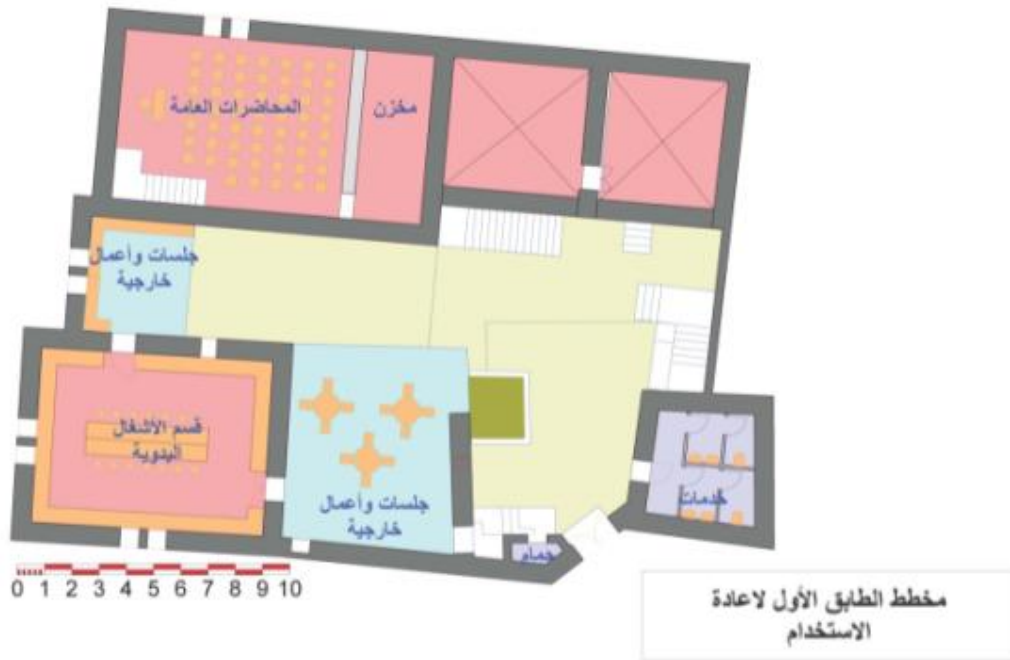 المحاضرات العامة
مخزن
جلسات وأعمال
خارجية
قسم الأشغال
اليدوية
جلسات وأعمال
خارجية
خدمات
حمام
0 1 2 3 4 5 6 7 8 9 10
مخطط الطابق الأول لاعادة
الاستخدام